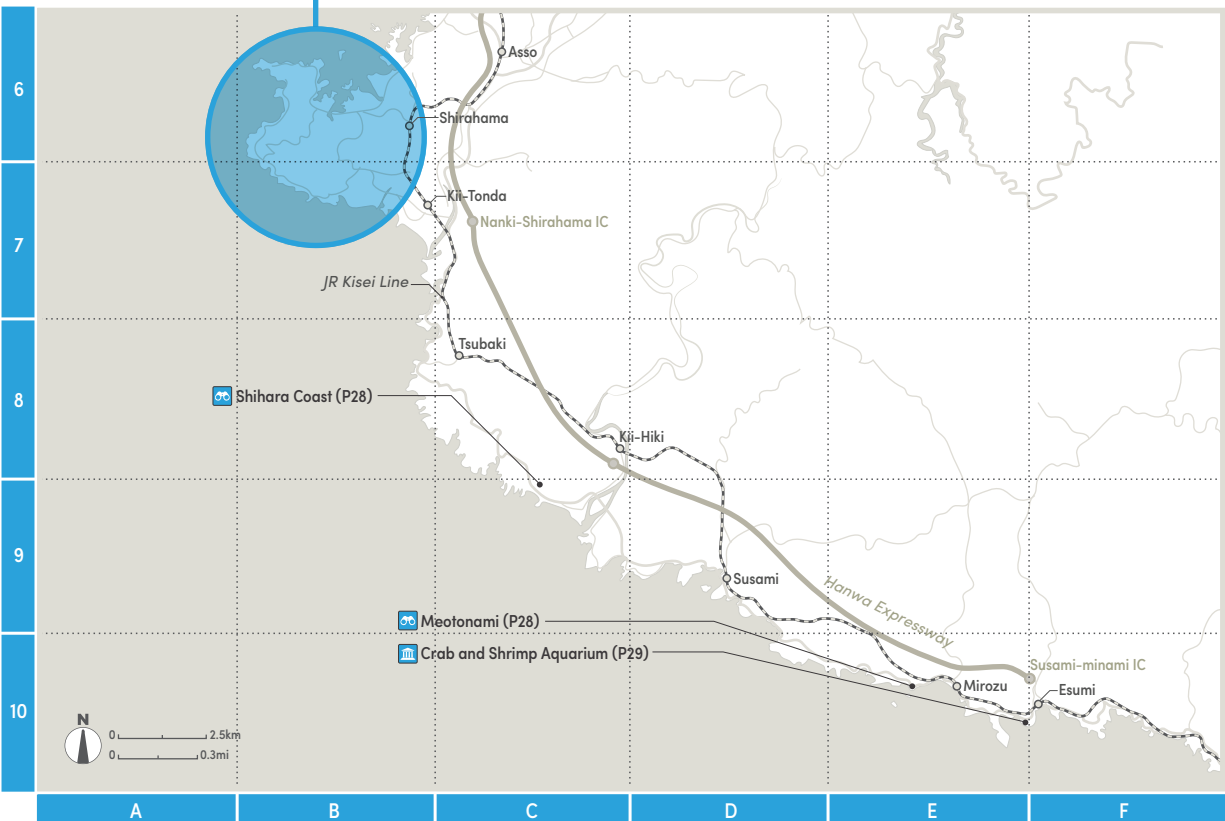 6
7
8
9
10
Asso
Shirahama
Kii-Tonda
Nanki-Shirahama IC
JR Kisei Line
Tsubaki
Shihara Coast (P28)
Kii-Hiki
Susami
Hanwa Expressway
Meotonami (P28)
Crab and Shrimp Aquarium (P29)
Susami-minami IC
Mirozu
Esumi
N
0 2.5km
0 0.3mi
A B C D E F